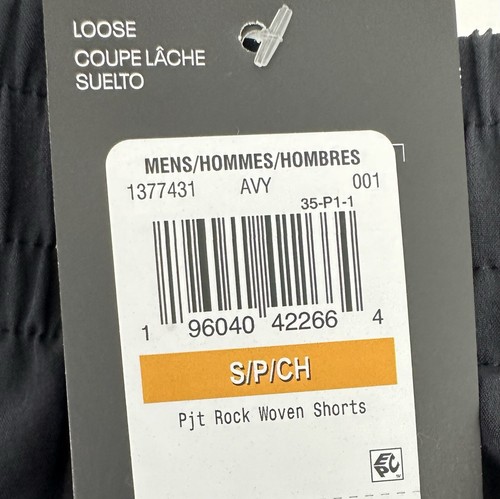 LOOSE
COUPE LÂCHE
SUELTO
MENS/HOMMES/HOMBRES
1377431 AVY 001
35-P1-1
1 96040 42266 4
S/P/CH
Pjt Rock Woven Shorts
EPC